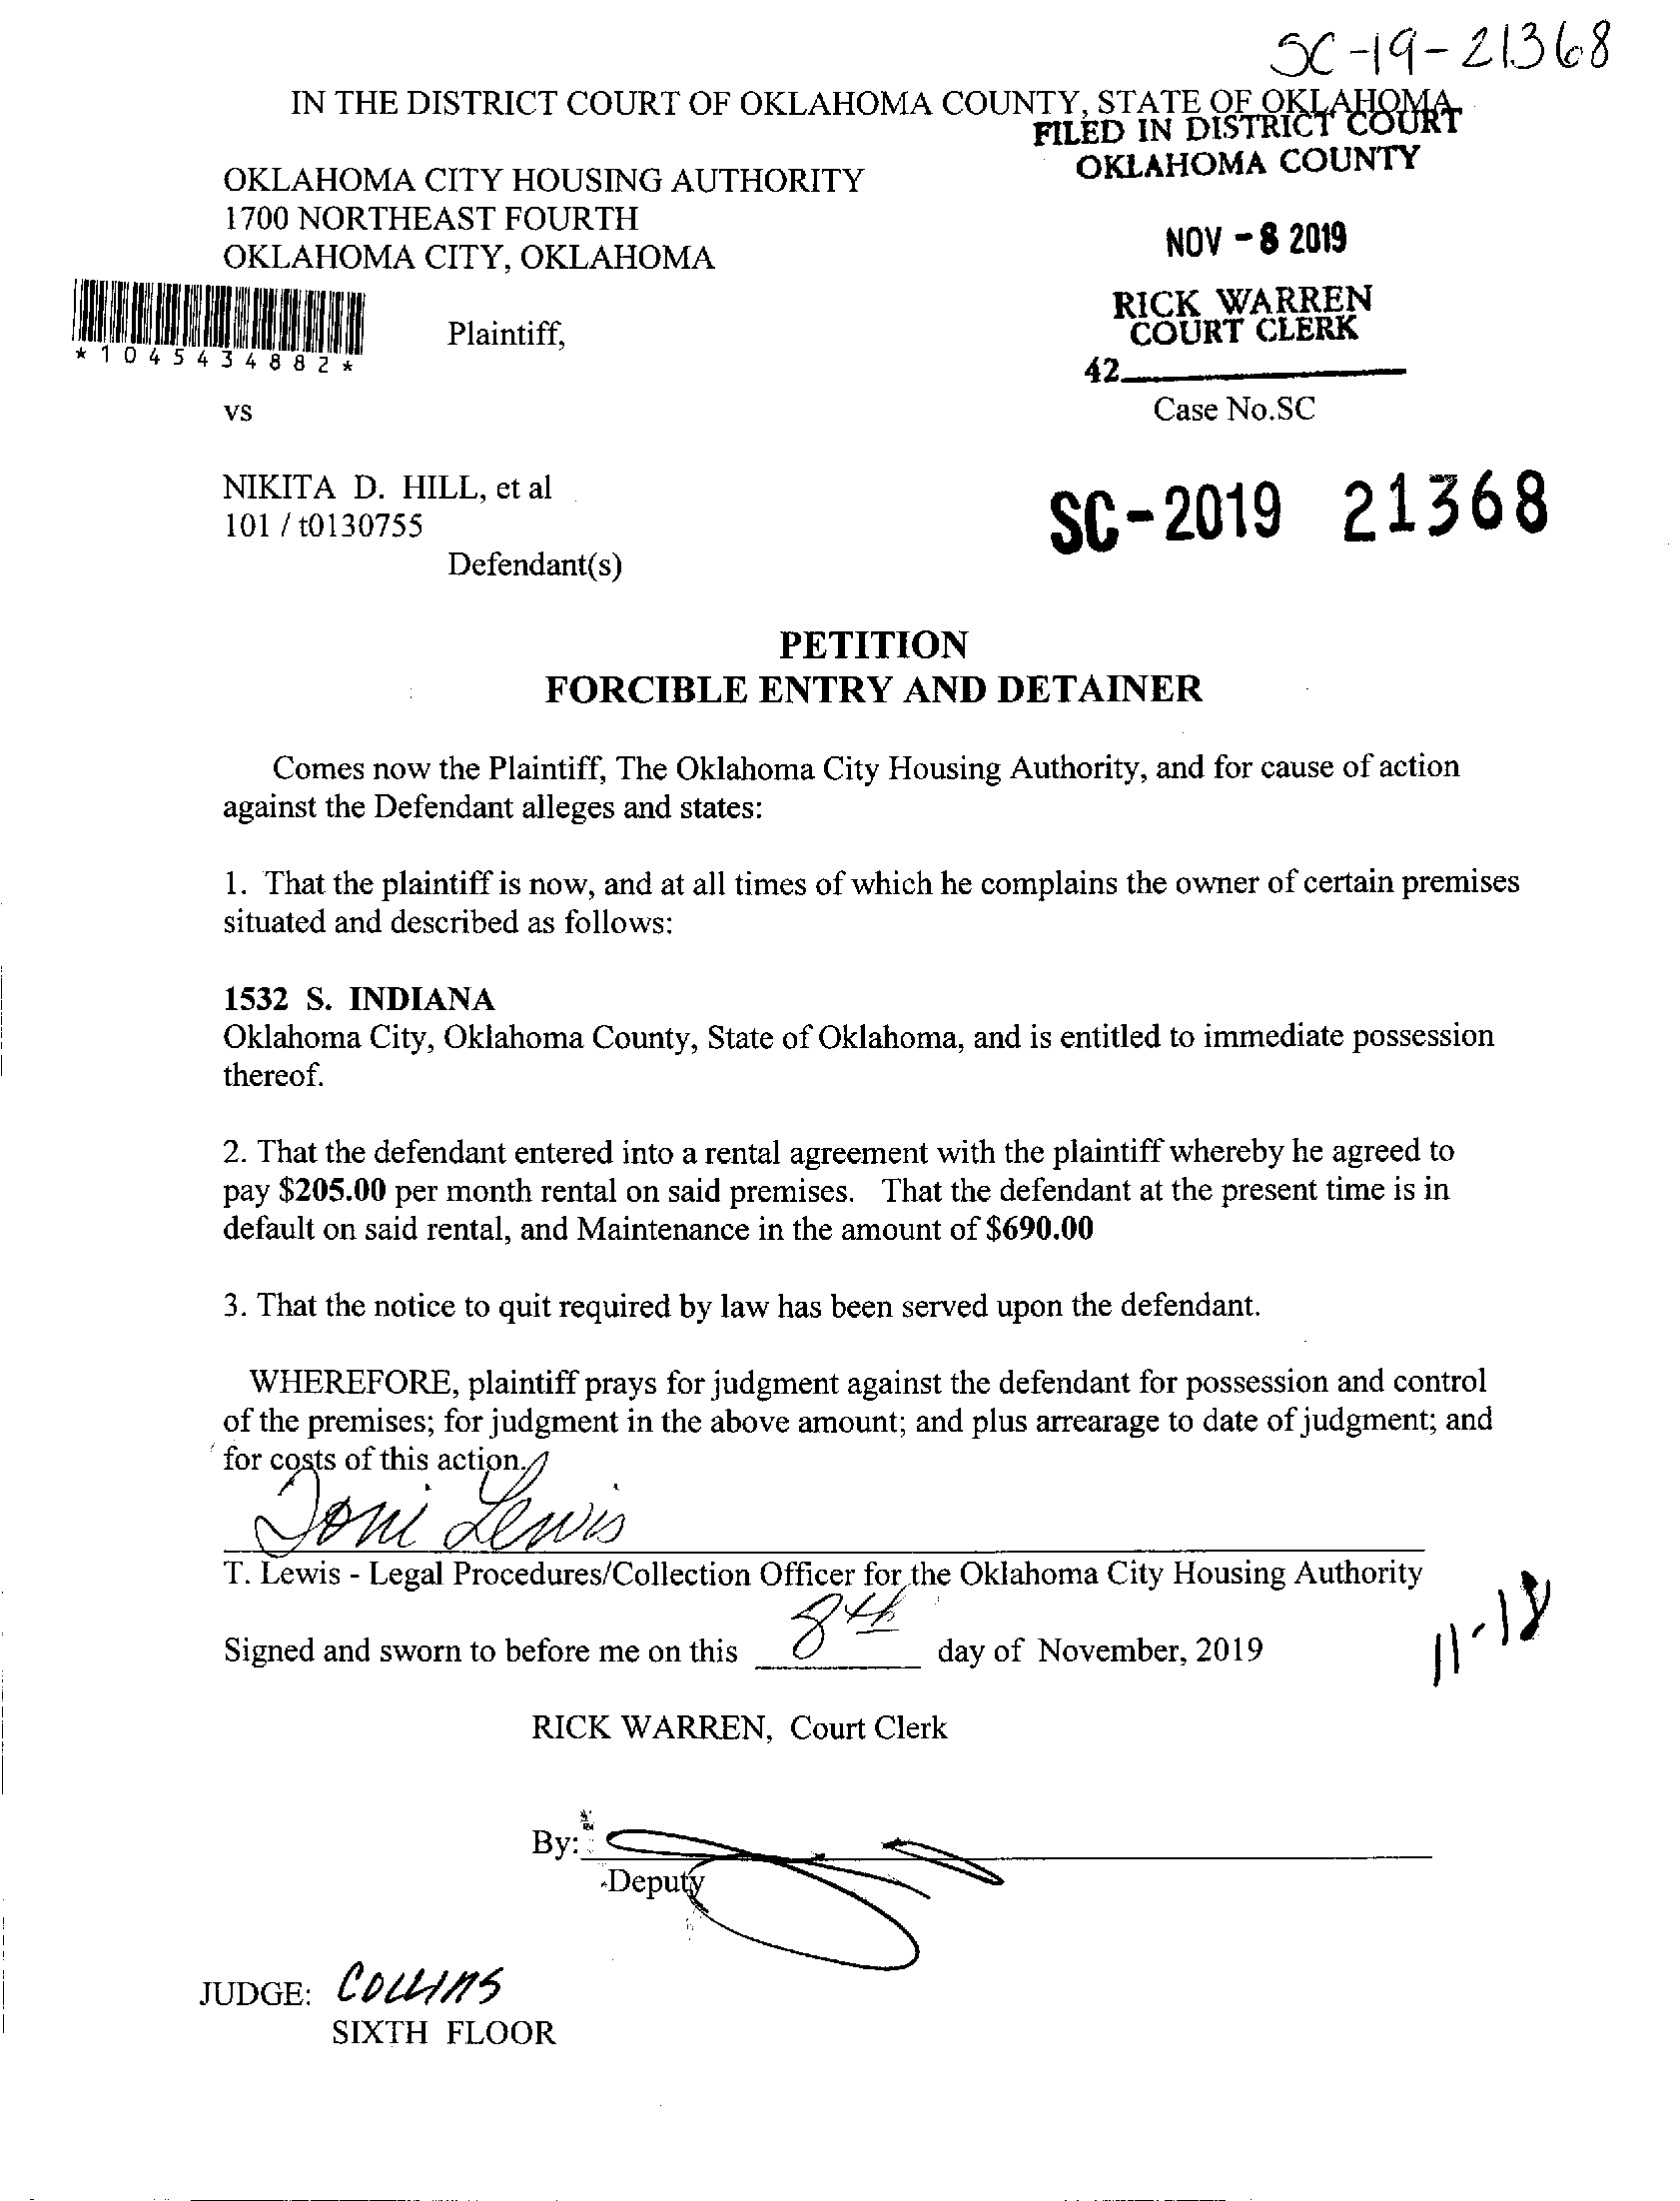 SC-19-21368
IN THE DISTRICT COURT OF OKLAHOMA COUNTY, STATE OF OKLAHOMA
FILED IN DISTRICT COURT
OKLAHOMA COUNTY
OKLAHOMA CITY HOUSING AUTHORITY
1700 NORTHEAST FOURTH
OKLAHOMA CITY, OKLAHOMA
NOV - 8 2019
RICK WARREN
COURT CLERK
42
*1045434882*
Plaintiff,
vs
Case No.SC
NIKITA D. HILL, et al
101 / t0130755
Defendant(s)
SC-2019 21368
PETITION
FORCIBLE ENTRY AND DETAINER
Comes now the Plaintiff, The Oklahoma City Housing Authority, and for cause of action
against the Defendant alleges and states:
1. That the plaintiff is now, and at all times of which he complains the owner of certain premises
situated and described as follows:
1532 S. INDIANA
Oklahoma City, Oklahoma County, State of Oklahoma, and is entitled to immediate possession
thereof.
2. That the defendant entered into a rental agreement with the plaintiff whereby he agreed to
pay $205.00 per month rental on said premises. That the defendant at the present time is in
default on said rental, and Maintenance in the amount of $690.00
3. That the notice to quit required by law has been served upon the defendant.
WHEREFORE, plaintiff prays for judgment against the defendant for possession and control
of the premises; for judgment in the above amount; and plus arrearage to date of judgment; and
for costs of this action.
Toni Lewis
T. Lewis - Legal Procedures/Collection Officer for the Oklahoma City Housing Authority
Signed and sworn to before me on this 8th day of November, 2019
11-18
RICK WARREN, Court Clerk
By:
Deputy
JUDGE: COLLINS
SIXTH FLOOR